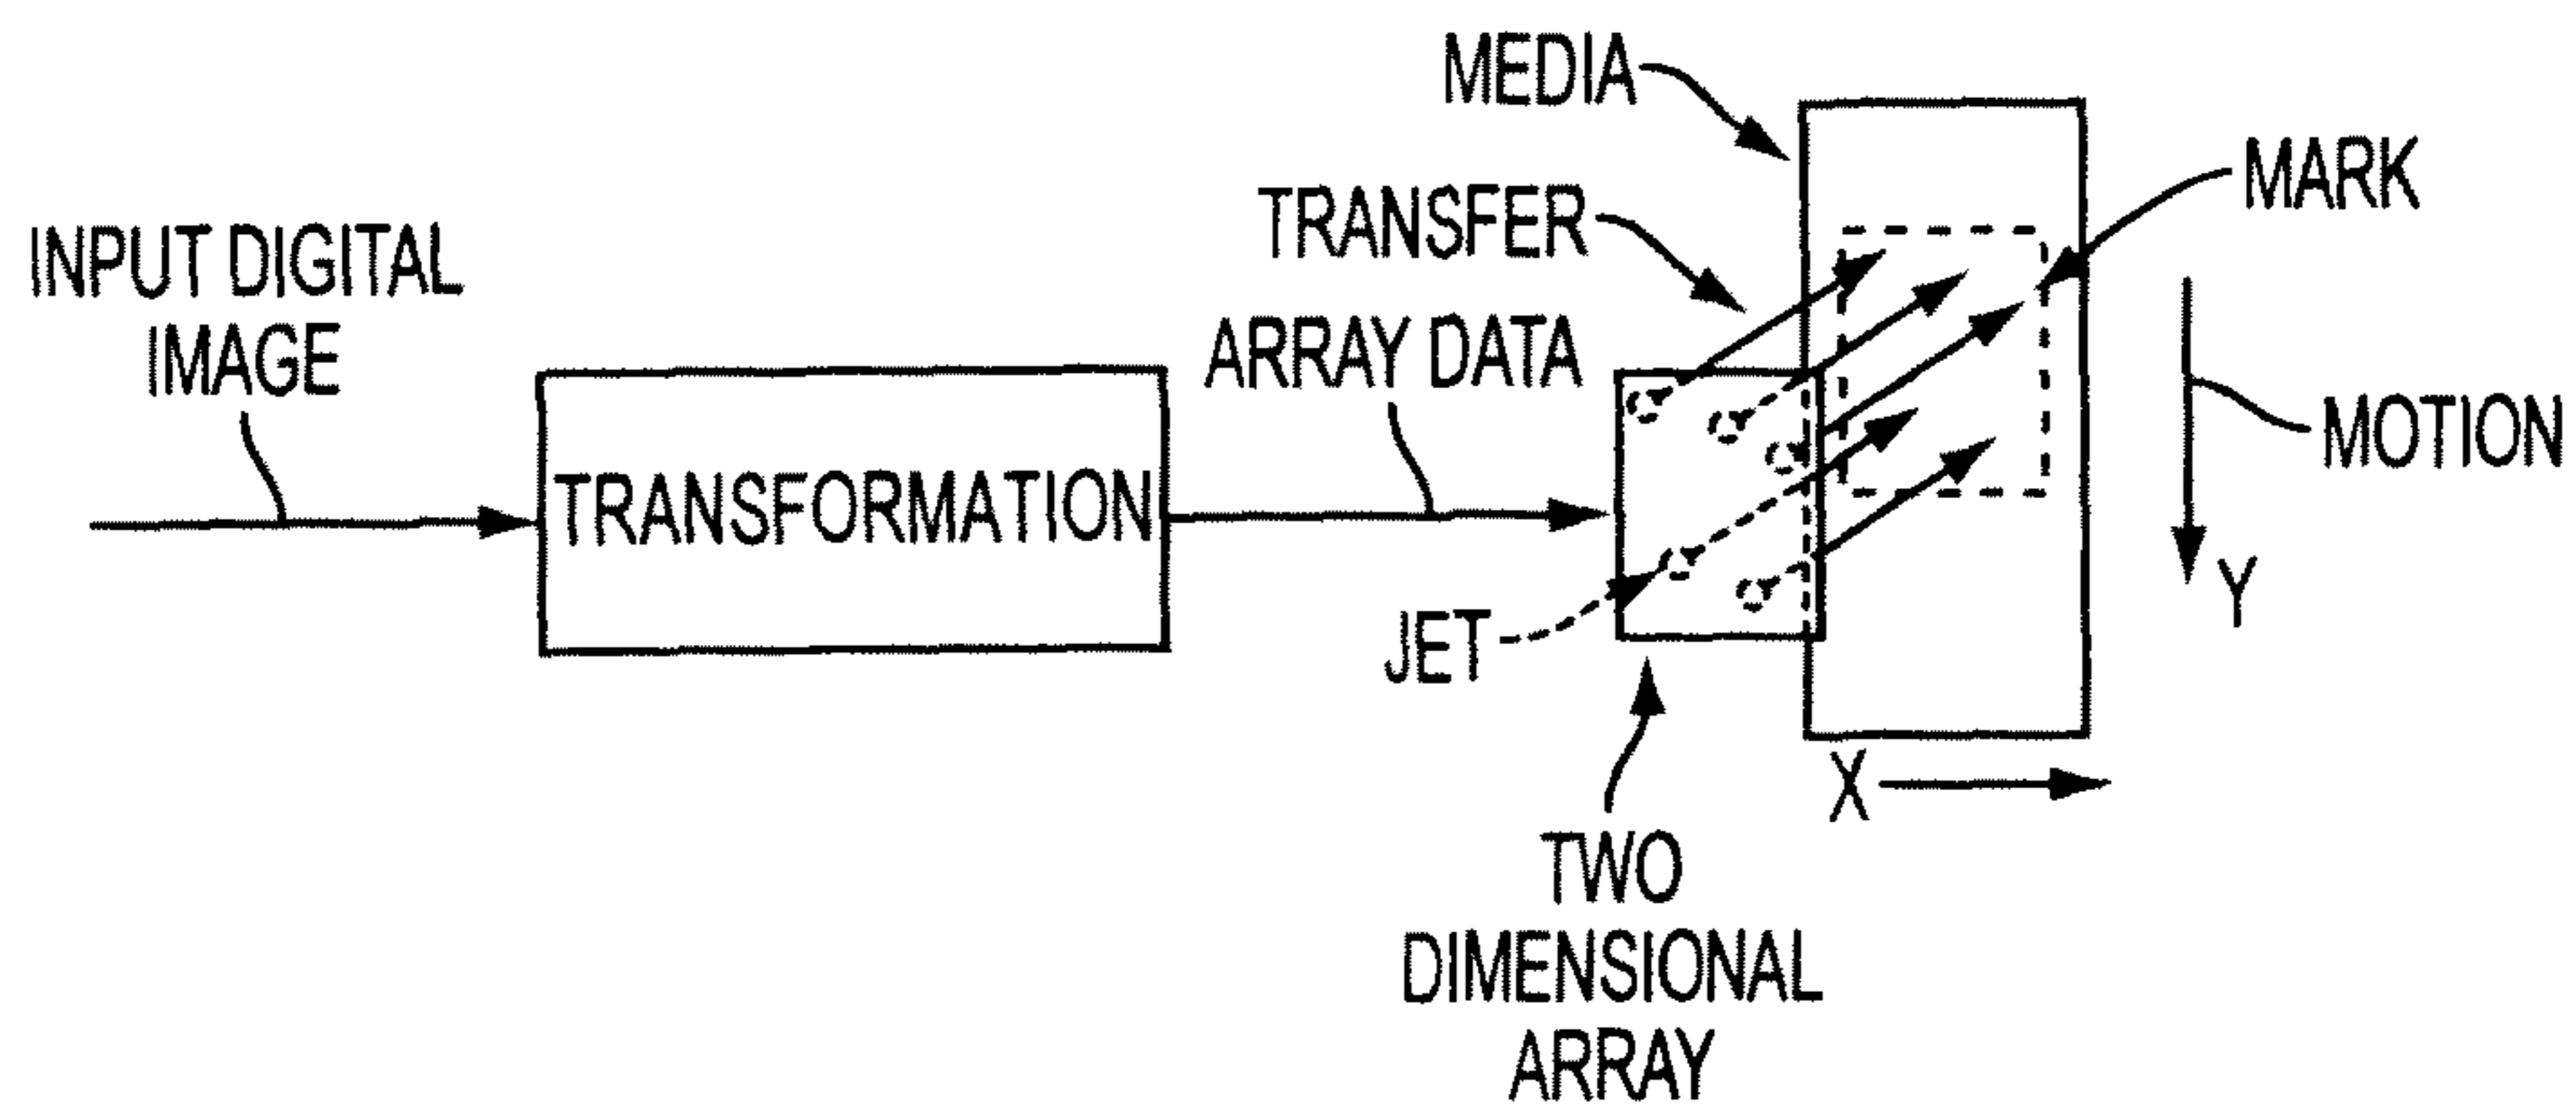 INPUT DIGITAL
IMAGE
TRANSFORMATION
ARRAY DATA
TRANSFER
MEDIA
MARK
MOTION
Y
X
JET
TWO
DIMENSIONAL
ARRAY